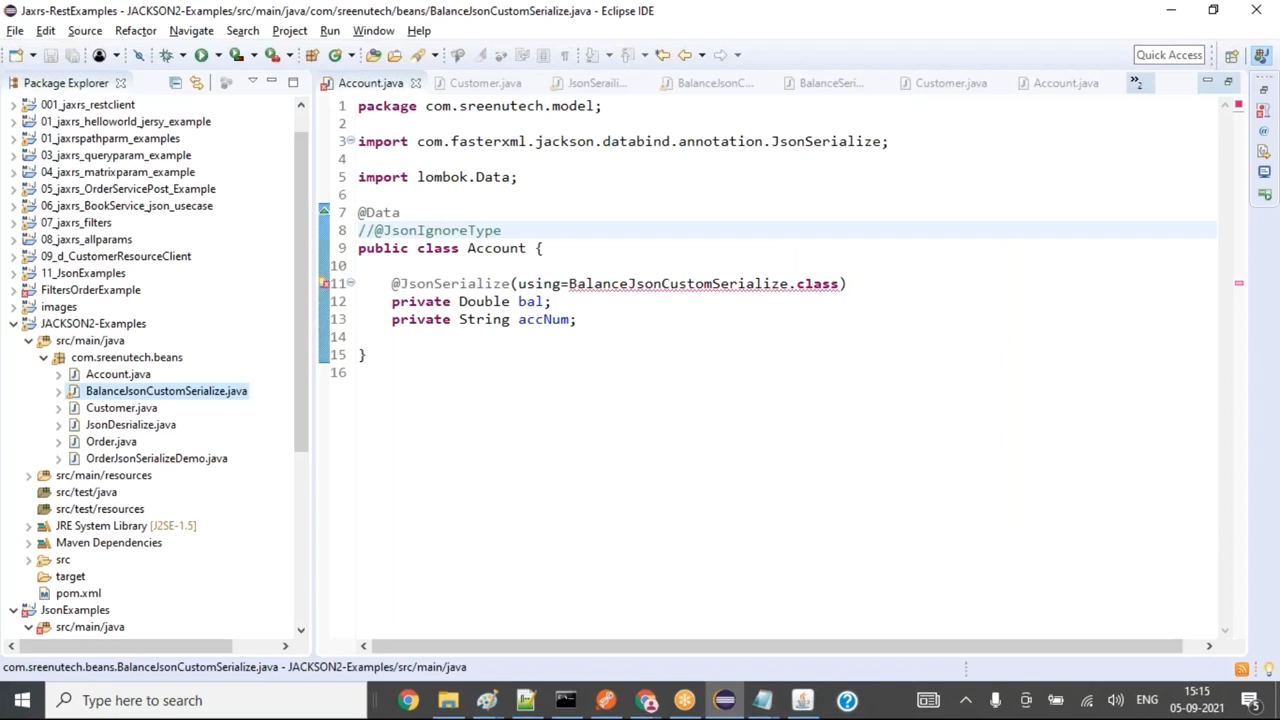 Jaxrs-RestExamples - JACKSON2-Examples/src/main/java/com/sreenutech/beans/BalanceJsonCustomSerialize.java - Eclipse IDE
File Edit Source Refactor Navigate Search Project Run Window Help
Quick Access
Package Explorer
Account.java Customer.java JsonSeraili... BalanceJsonC... BalanceSeri... Customer.java Account.java »2
001_jaxrs_restclient
01_jaxrs_helloworld_jersy_example
01_jaxrspathparm_examples
03_jaxrs_queryparam_example
04_jaxrs_matrixparam_example
05_jaxrs_OrderServicePost_Example
06_jaxrs_BookService_json_usecase
07_jaxrs_filters
08_jaxrs_allparams
09_d_CustomerResourceClient
11_JsonExamples
FiltersOrderExample
images
JACKSON2-Examples
src/main/java
com.sreenutech.beans
Account.java
BalanceJsonCustomSerialize.java
Customer.java
JsonDesrialize.java
Order.java
OrderJsonSerializeDemo.java
src/main/resources
src/test/java
src/test/resources
JRE System Library [J2SE-1.5]
Maven Dependencies
src
target
pom.xml
JsonExamples
src/main/java
1 package com.sreenutech.model;
2
3 import com.fasterxml.jackson.databind.annotation.JsonSerialize;
4
5 import lombok.Data;
6
7 @Data
8 //@JsonIgnoreType
9 public class Account {
10
11 @JsonSerialize(using=BalanceJsonCustomSerialize.class)
12 private Double bal;
13 private String accNum;
14
15 }
16
com.sreenutech.beans.BalanceJsonCustomSerialize.java - JACKSON2-Examples/src/main/java
Type here to search
ENG
15:15
05-09-2021
5